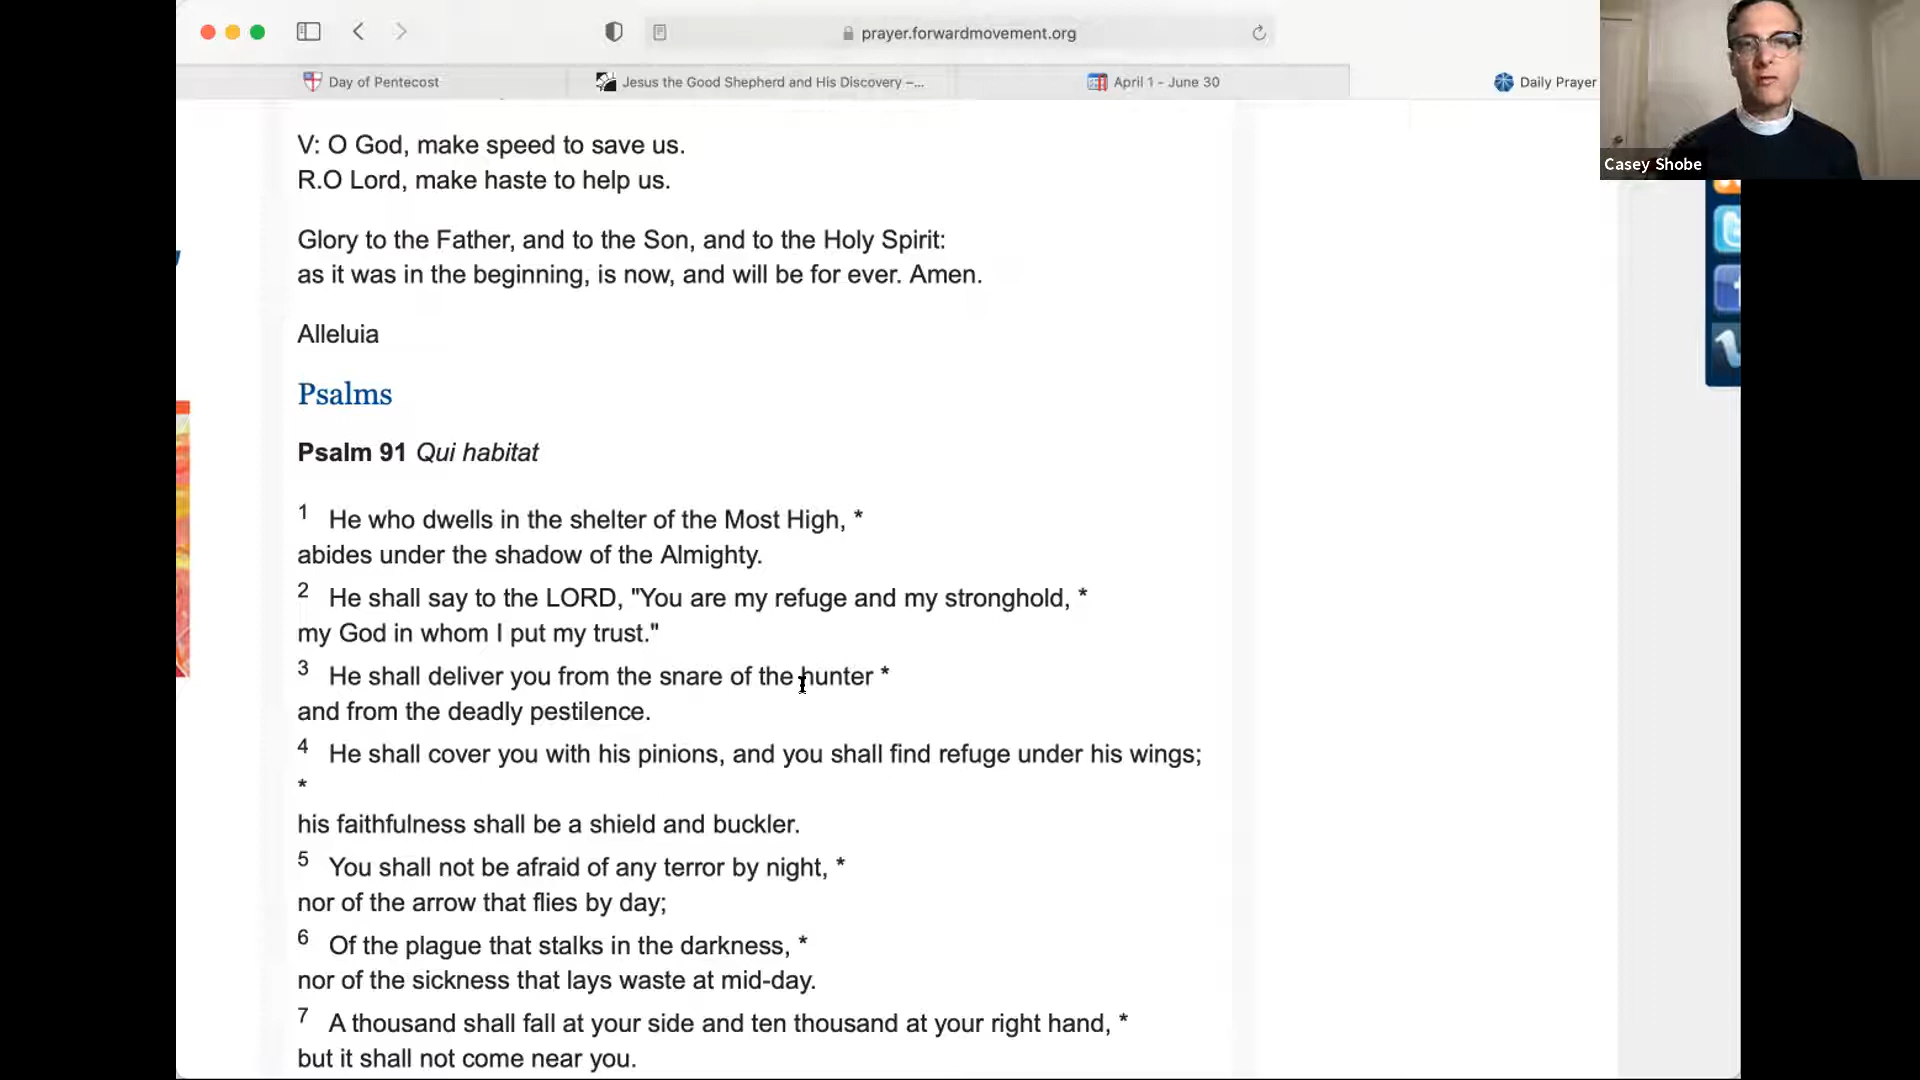 prayer.forwardmovement.org
Day of Pentecost
Jesus the Good Shepherd and His Discovery –...
April 1 - June 30
Daily Prayer
Casey Shobe
V: O God, make speed to save us.
R.O Lord, make haste to help us.
Glory to the Father, and to the Son, and to the Holy Spirit:
as it was in the beginning, is now, and will be for ever. Amen.
Alleluia
Psalms
Psalm 91 Qui habitat
1 He who dwells in the shelter of the Most High, *
abides under the shadow of the Almighty.
2 He shall say to the LORD, "You are my refuge and my stronghold, *
my God in whom I put my trust."
3 He shall deliver you from the snare of the hunter *
and from the deadly pestilence.
4 He shall cover you with his pinions, and you shall find refuge under his wings;
*
his faithfulness shall be a shield and buckler.
5 You shall not be afraid of any terror by night, *
nor of the arrow that flies by day;
6 Of the plague that stalks in the darkness, *
nor of the sickness that lays waste at mid-day.
7 A thousand shall fall at your side and ten thousand at your right hand, *
but it shall not come near you.